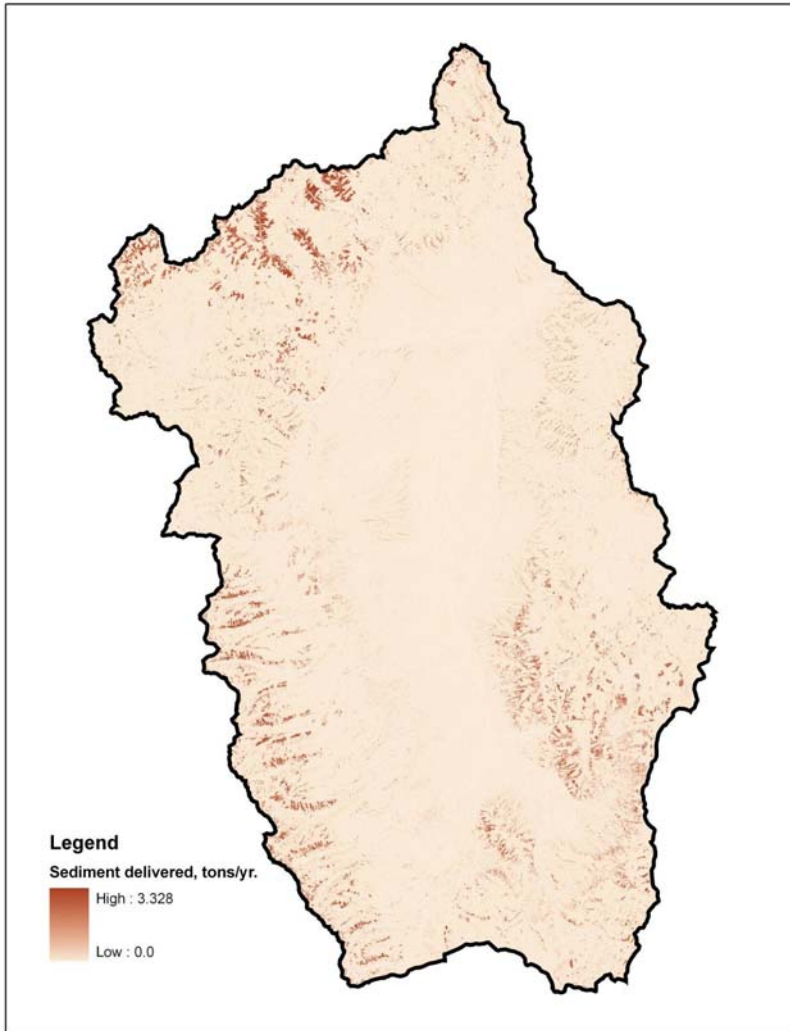 Legend
Sediment delivered, tons/yr.
High : 3.328
Low : 0.0